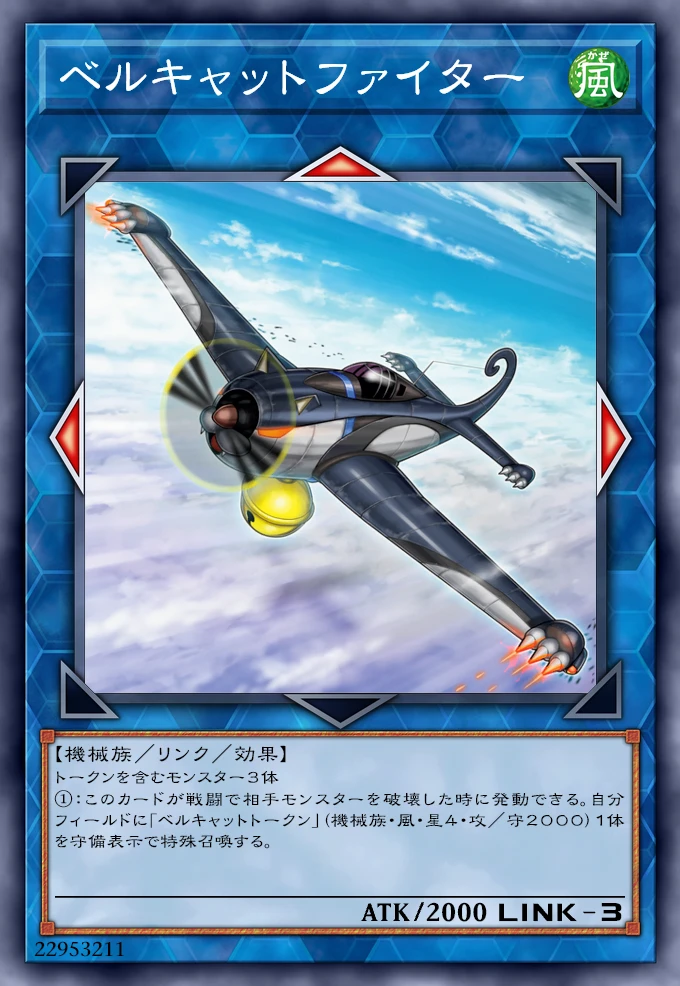 ベルキャットファイター
かぜ
風
【機械族／リンク／効果】
トークンを含むモンスター３体
①：このカードが戦闘で相手モンスターを破壊した時に発動できる。自分
フィールドに「ベルキャットトークン」（機械族・風・星４・攻／守２０００）１体
を守備表示で特殊召喚する。
ATK/2000 LINK-3
22953211